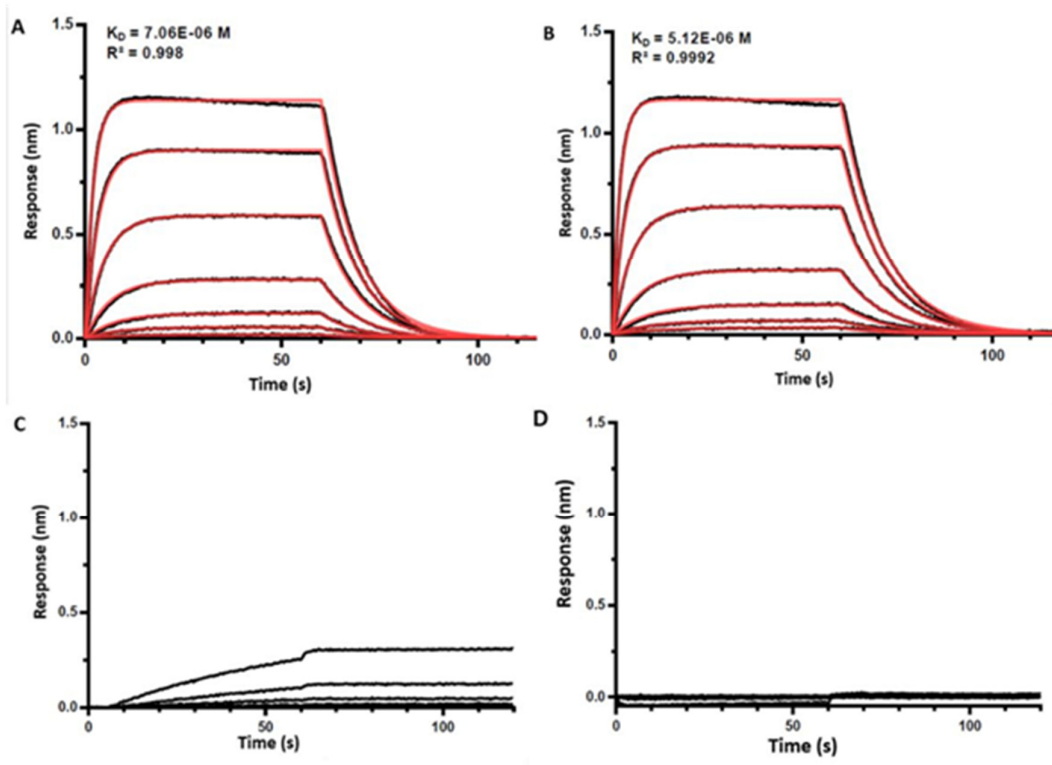 A
K_D = 7.06E-06 M
R² = 0.998
Response (nm)
1.5
1.0
0.5
0.0
0
50
100
Time (s)
B
K_D = 5.12E-06 M
R² = 0.9992
Response (nm)
1.5
1.0
0.5
0.0
0
50
100
Time (s)
C
Response (nm)
1.5
1.0
0.5
0.0
0
50
100
Time (s)
D
Response (nm)
1.5
1.0
0.5
0.0
0
50
100
Time (s)